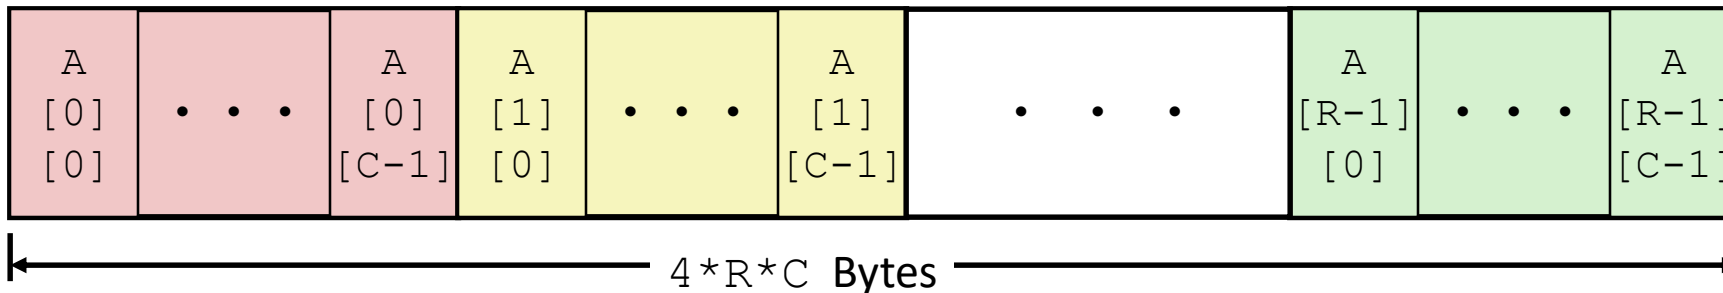 A A A A A A
[0] • • • [0] [1] • • • [1] • • • [R-1] • • • [R-1]
[0] [C-1] [0] [C-1] [0] [C-1]
4*R*C Bytes